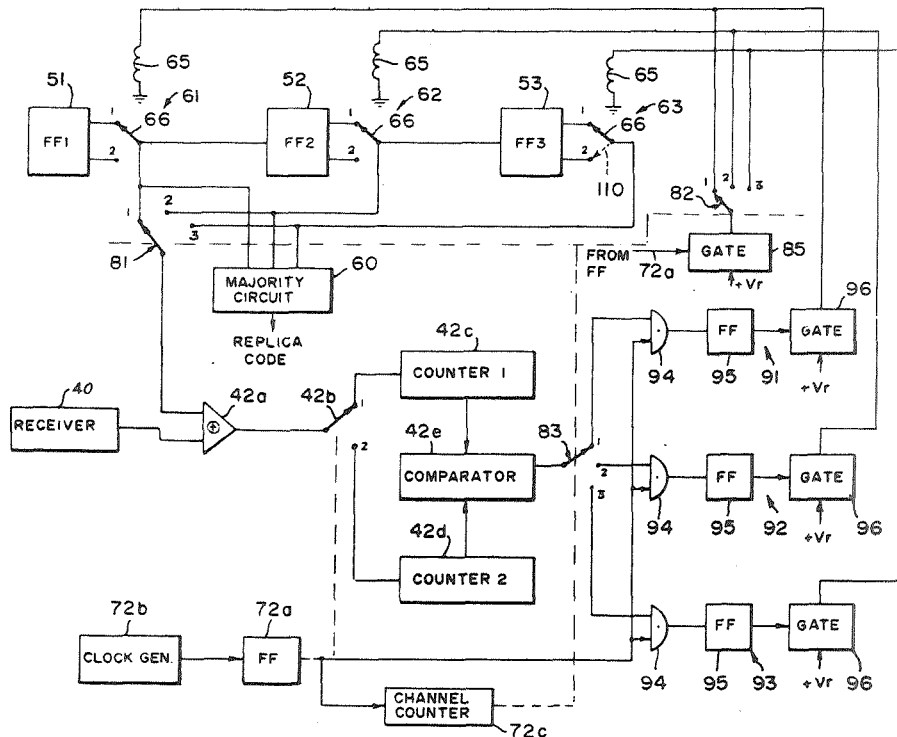 65
65
65
51
61
52
62
53
63
FF1
1
2
66
FF2
1
2
66
FF3
1
2
66
110
1
2
3
82
1
2
3
81
MAJORITY CIRCUIT
60
REPLICA CODE
FROM FF
72a
GATE
85
+Vr
40
RECEIVER
42a
⊕
42b
1
2
42c
COUNTER 1
42e
COMPARATOR
42d
COUNTER 2
83
1
2
3
94
FF
95
91
GATE
96
+Vr
94
FF
95
92
GATE
96
+Vr
94
FF
95
93
GATE
96
+Vr
72b
CLOCK GEN.
72a
FF
CHANNEL COUNTER
72c